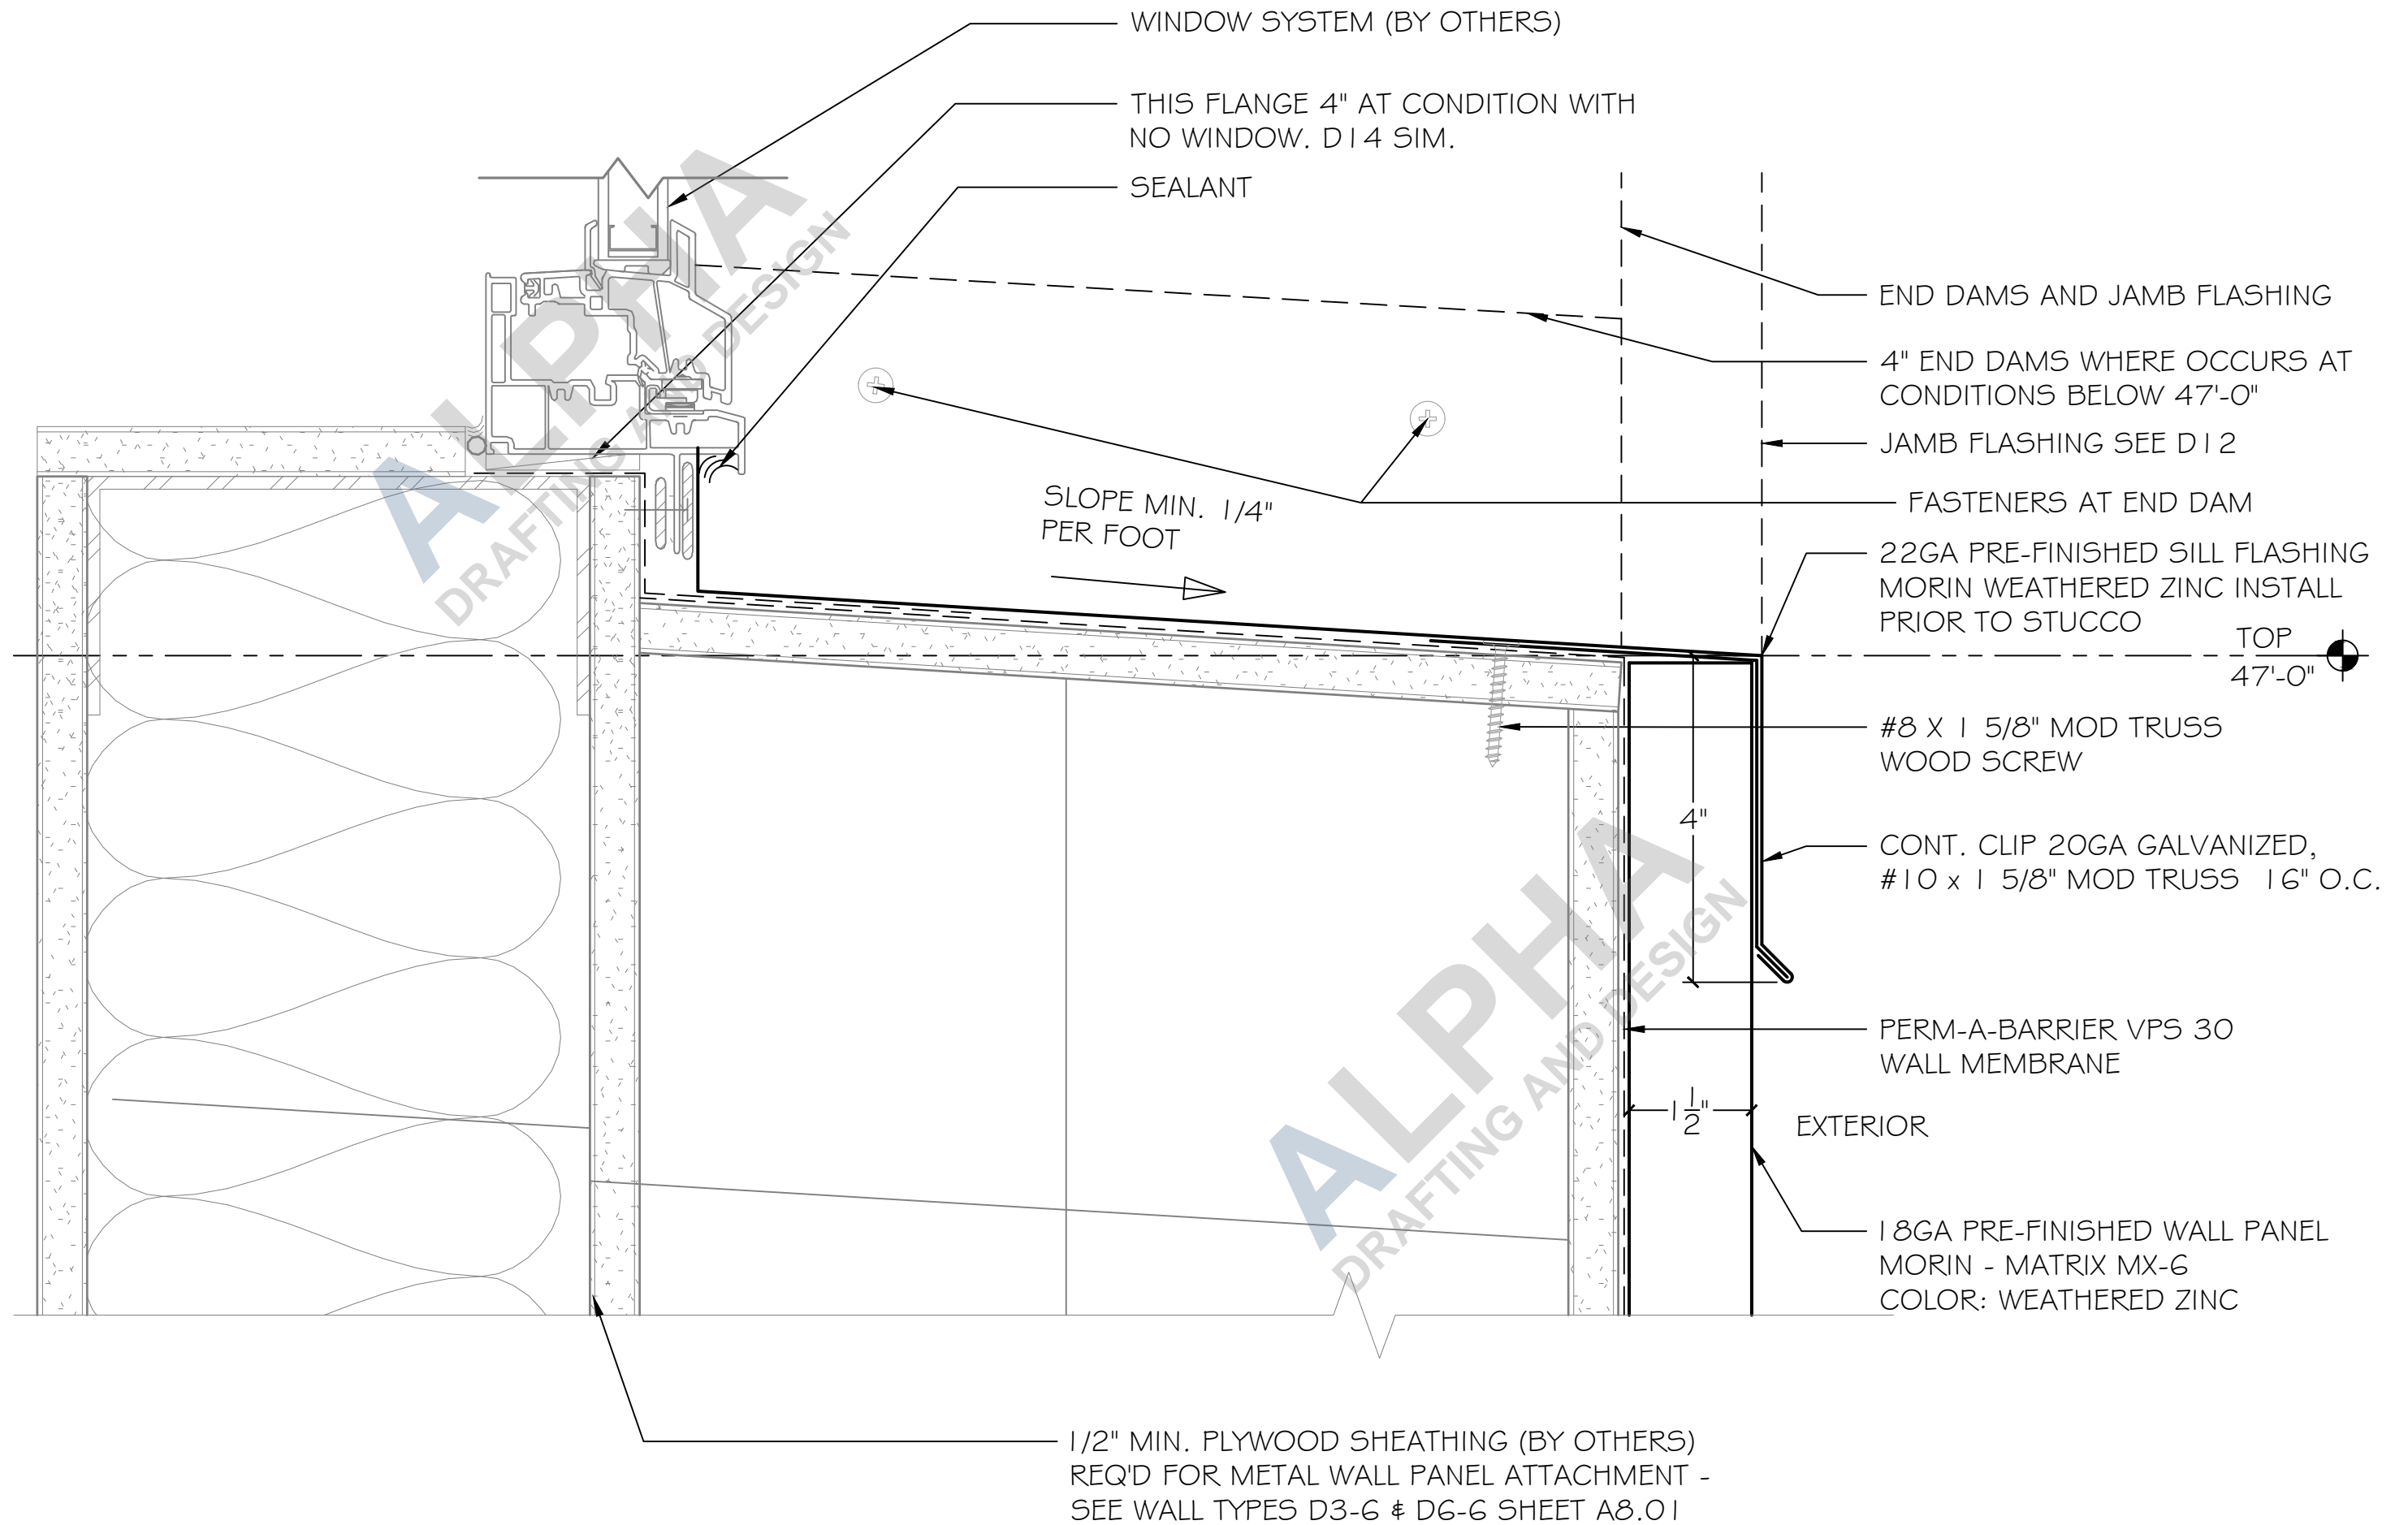 WINDOW SYSTEM (BY OTHERS)
THIS FLANGE 4" AT CONDITION WITH
NO WINDOW. D14 SIM.
SEALANT
END DAMS AND JAMB FLASHING
4" END DAMS WHERE OCCURS AT
CONDITIONS BELOW 47'-0"
JAMB FLASHING SEE D12
FASTENERS AT END DAM
SLOPE MIN. 1/4"
PER FOOT
22GA PRE-FINISHED SILL FLASHING
MORIN WEATHERED ZINC INSTALL
PRIOR TO STUCCO
TOP
47'-0"
#8 X 1 5/8" MOD TRUSS
WOOD SCREW
4"
CONT. CLIP 20GA GALVANIZED,
#10 x 1 5/8" MOD TRUSS 16" O.C.
PERM-A-BARRIER VPS 30
WALL MEMBRANE
1 1/2"
EXTERIOR
18GA PRE-FINISHED WALL PANEL
MORIN - MATRIX MX-6
COLOR: WEATHERED ZINC
1/2" MIN. PLYWOOD SHEATHING (BY OTHERS)
REQ'D FOR METAL WALL PANEL ATTACHMENT -
SEE WALL TYPES D3-6 & D6-6 SHEET A8.01
ALPHA
DRAFTING AND DESIGN
ALPHA
DRAFTING AND DESIGN